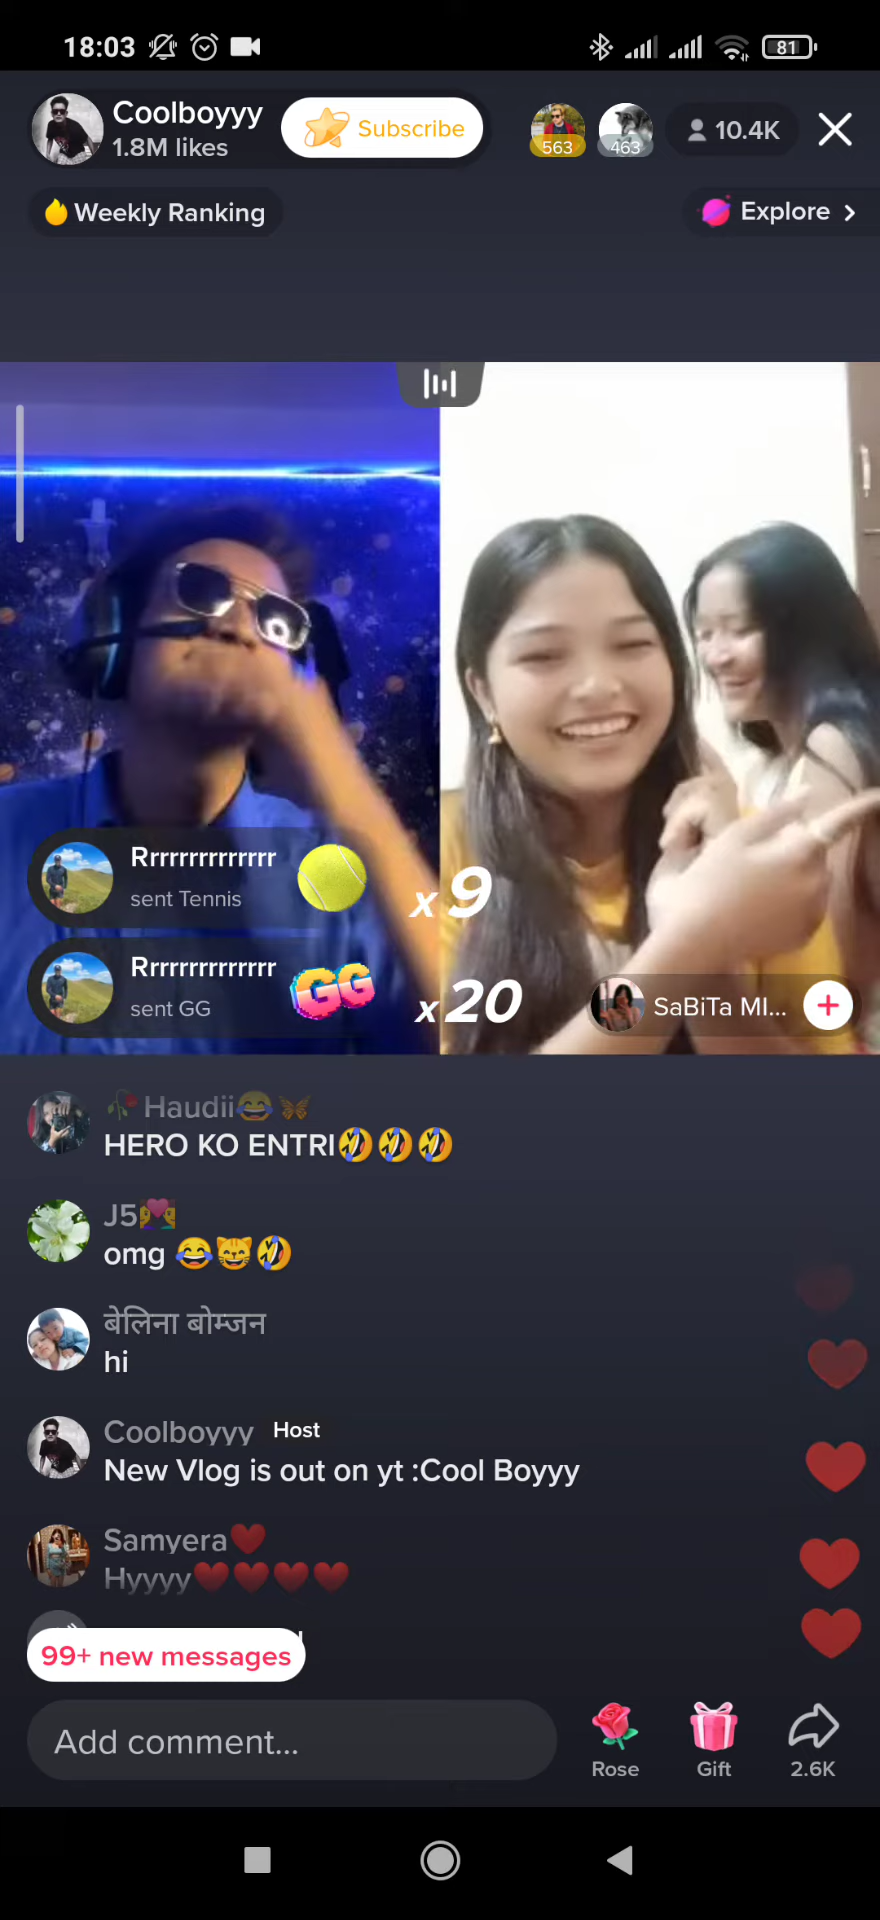 18:03
81
Coolboyyy
1.8M likes
Subscribe
563
463
10.4K
Weekly Ranking
Explore
Rrrrrrrrrrrrrr
sent Tennis
x9
Rrrrrrrrrrrrrr
sent GG
GG
x20
SaBiTa MI...
Haudii😂🦋
HERO KO ENTRI🤣🤣🤣
J5
omg 😂😸🤣
बेलिना बोम्जन
hi
Coolboyyy Host
New Vlog is out on yt :Cool Boyyy
Samyera❤️
Hyyyy❤️❤️❤️❤️
99+ new messages
Add comment...
Rose
Gift
2.6K